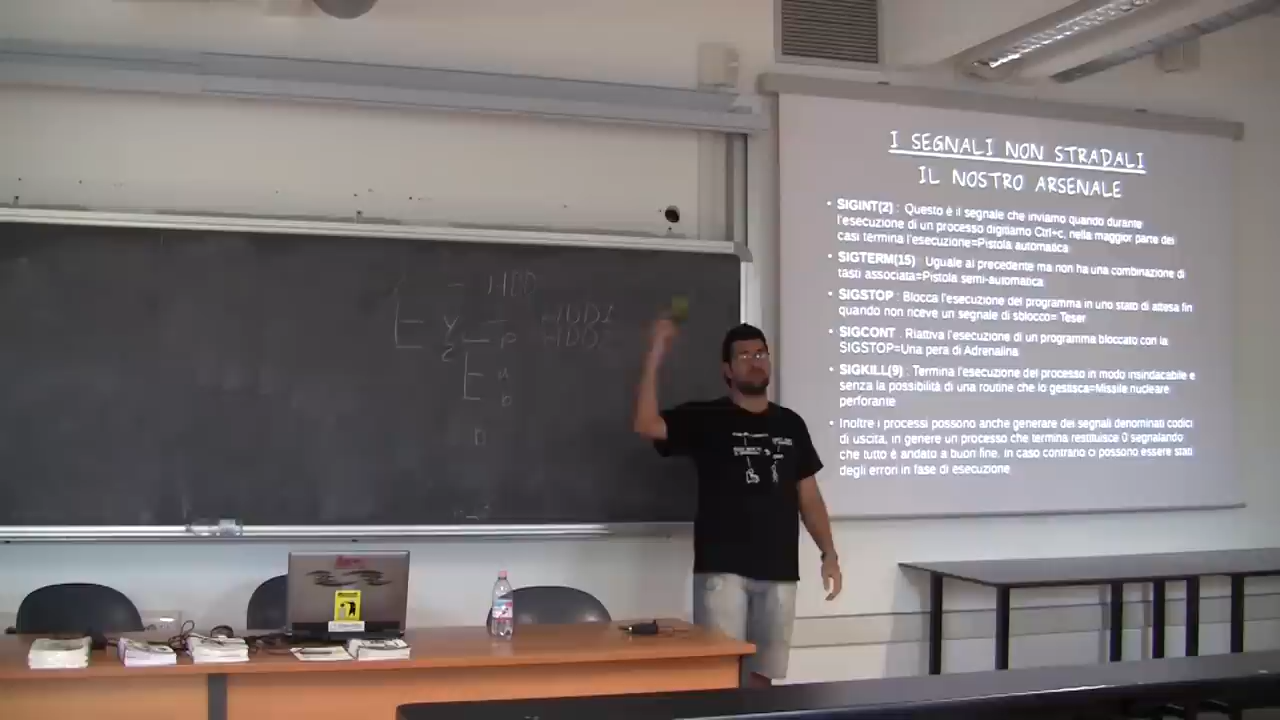 I SEGNALI NON STRADALI
IL NOSTRO ARSENALE
• SIGINT(2) : Questo è il segnale che inviamo quando durante
l'esecuzione di un processo digitiamo Ctrl+c, nella maggior parte dei
casi termina l'esecuzione=Pistola automatica
• SIGTERM(15) : Uguale al precedente ma non ha una combinazione di
tasti associata=Pistola semi-automatica
• SIGSTOP : Blocca l'esecuzione del programma in uno stato di attesa fin
quando non riceve un segnale di sblocco= Teser
• SIGCONT : Riattiva l'esecuzione di un programma bloccato con la
SIGSTOP=Una pera di Adrenalina
• SIGKILL(9) : Termina l'esecuzione del processo in modo insindacabile e
senza la possibilità di una routine che lo gestisca=Missile nucleare
perforante
• Inoltre i processi possono anche generare dei segnali denominati codici
di uscita, in genere un processo che termina restituisce 0 segnalando
che tutto è andato a buon fine, in caso contrario ci possono essere stati
degli errori in fase di esecuzione
HDD